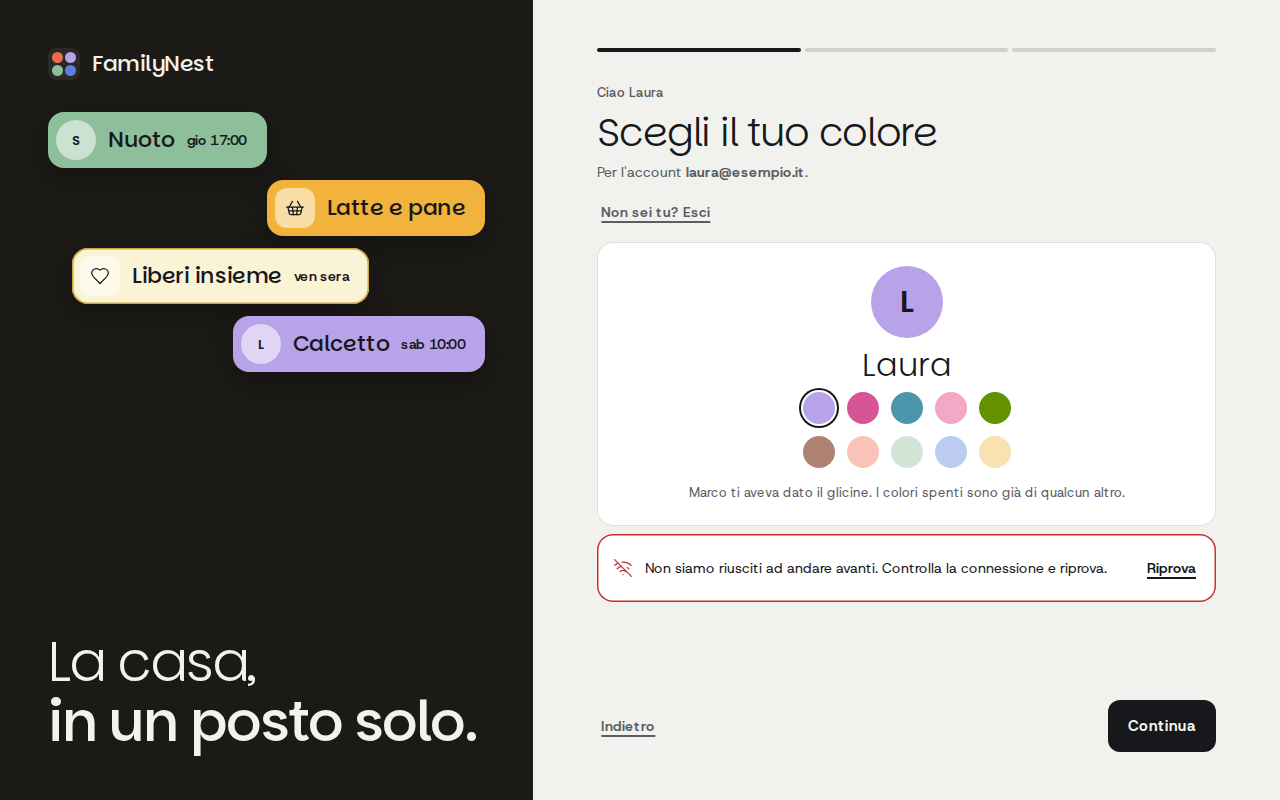 FamilyNest
S
Nuoto gio 17:00
Latte e pane
Liberi insieme ven sera
L
Calcetto sab 10:00
La casa,
in un posto solo.
Ciao Laura
Scegli il tuo colore
Per l'account laura@esempio.it.
Non sei tu? Esci
L
Laura
Marco ti aveva dato il glicine. I colori spenti sono già di qualcun altro.
Non siamo riusciti ad andare avanti. Controlla la connessione e riprova.
Riprova
Indietro
Continua